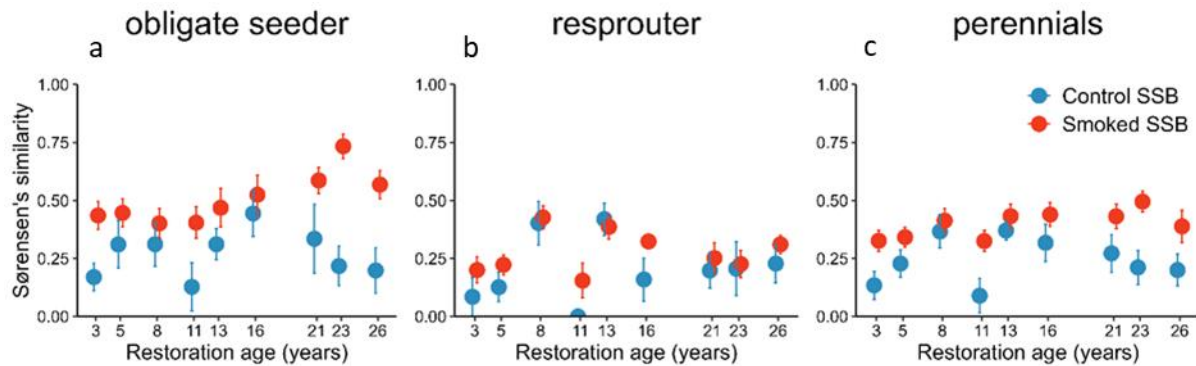 obligate seeder
resprouter
perennials
a
b
c
Sørensen's similarity
1.00
0.75
0.50
0.25
0.00
3 5 8 11 13 16 21 23 26
Restoration age (years)
1.00
0.75
0.50
0.25
0.00
3 5 8 11 13 16 21 23 26
Restoration age (years)
1.00
0.75
0.50
0.25
0.00
3 5 8 11 13 16 21 23 26
Restoration age (years)
Control SSB
Smoked SSB